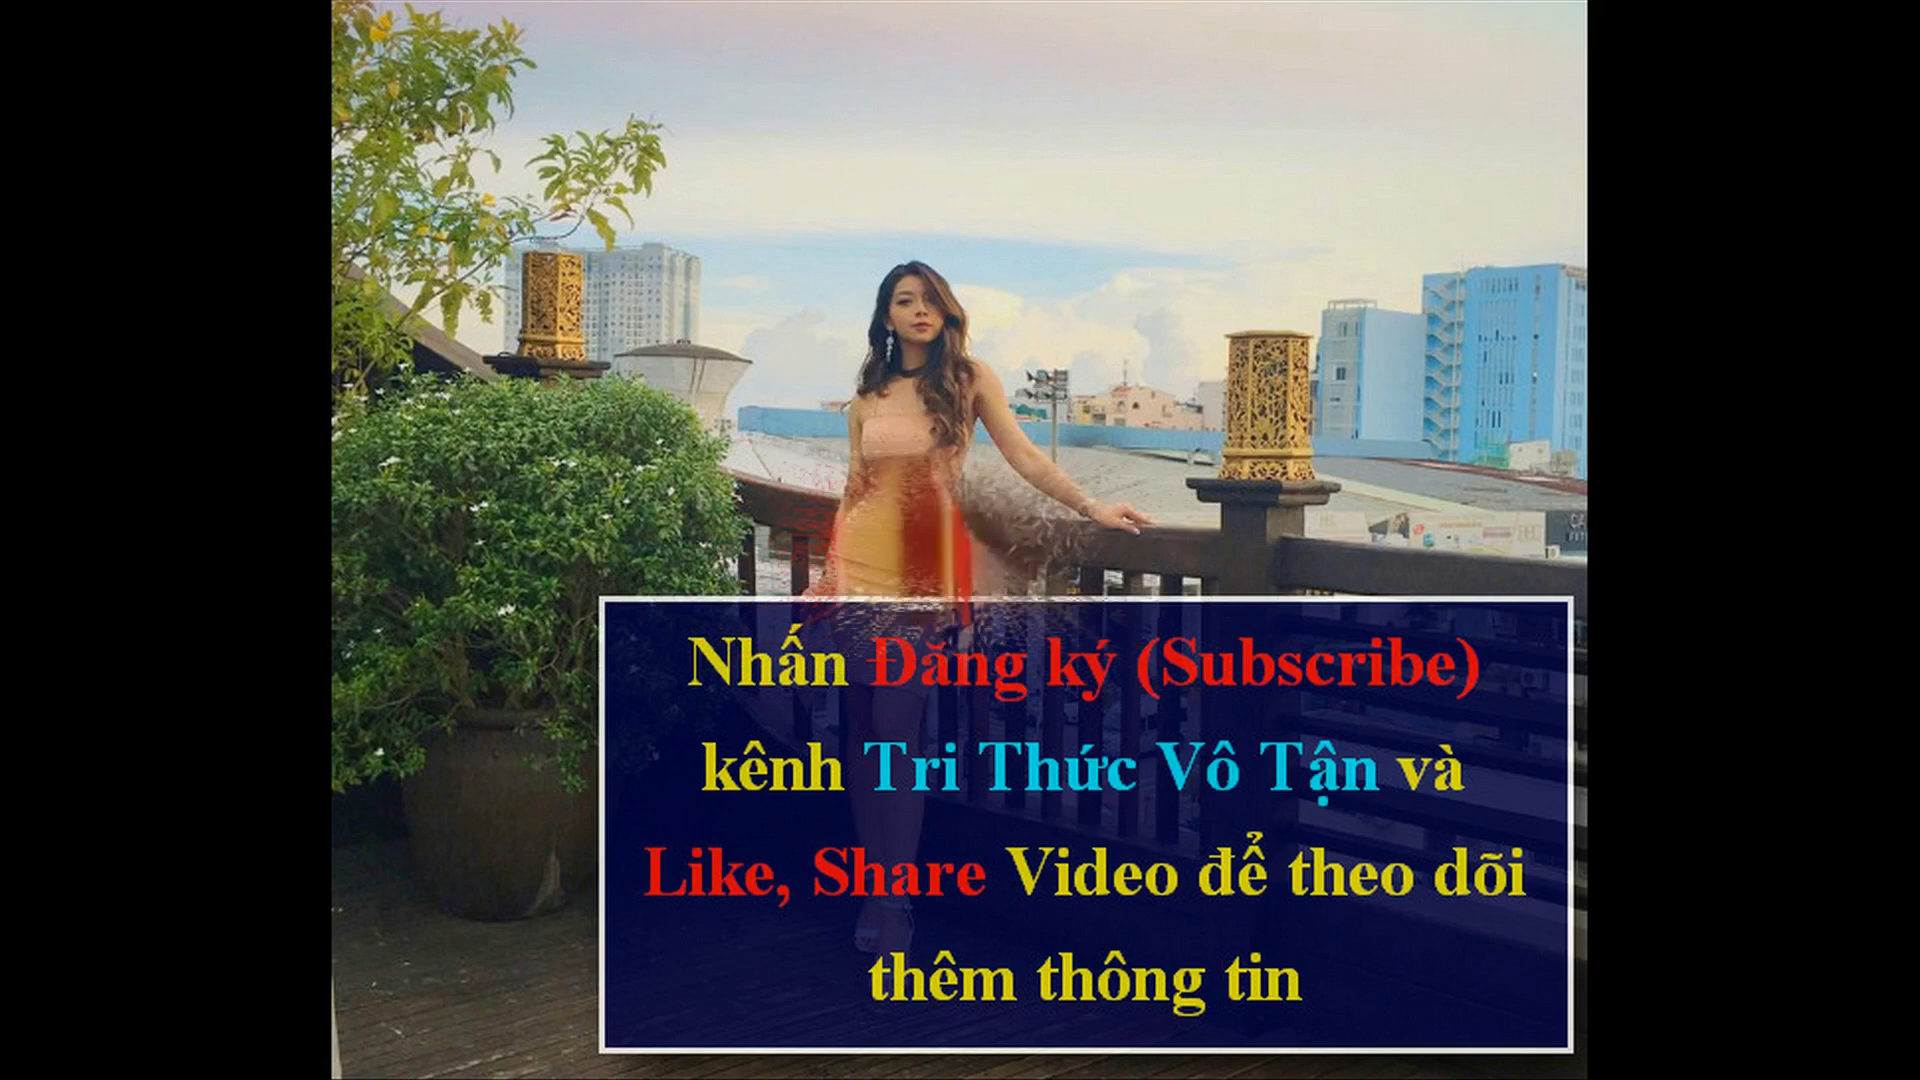 Nhấn Đăng ký (Subscribe)
kênh Tri Thức Vô Tận và
Like, Share Video để theo dõi
thêm thông tin